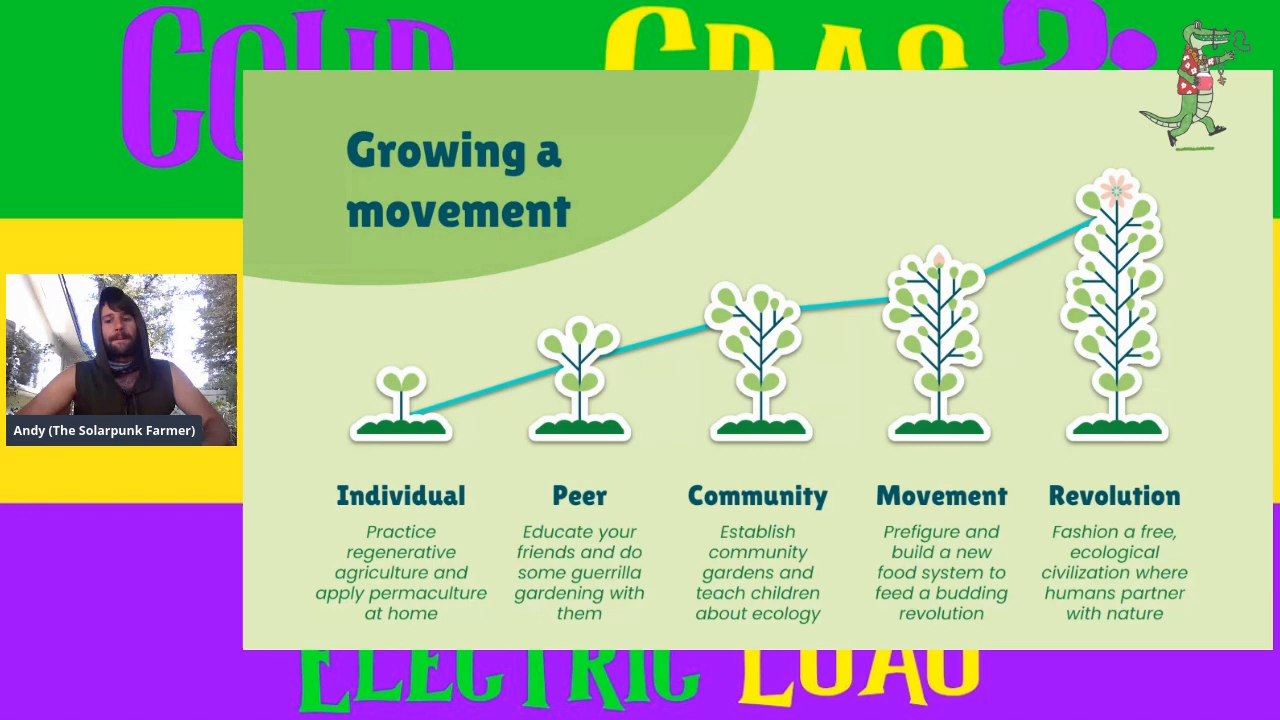 Growing a
movement
Andy (The Solarpunk Farmer)
Individual
Practice
regenerative
agriculture and
apply permaculture
at home
Peer
Educate your
friends and do
some guerrilla
gardening with
them
Community
Establish
community
gardens and
teach children
about ecology
Movement
Prefigure and
build a new
food system to
feed a budding
revolution
Revolution
Fashion a free,
ecological
civilization where
humans partner
with nature
ELECTRIC LUAU